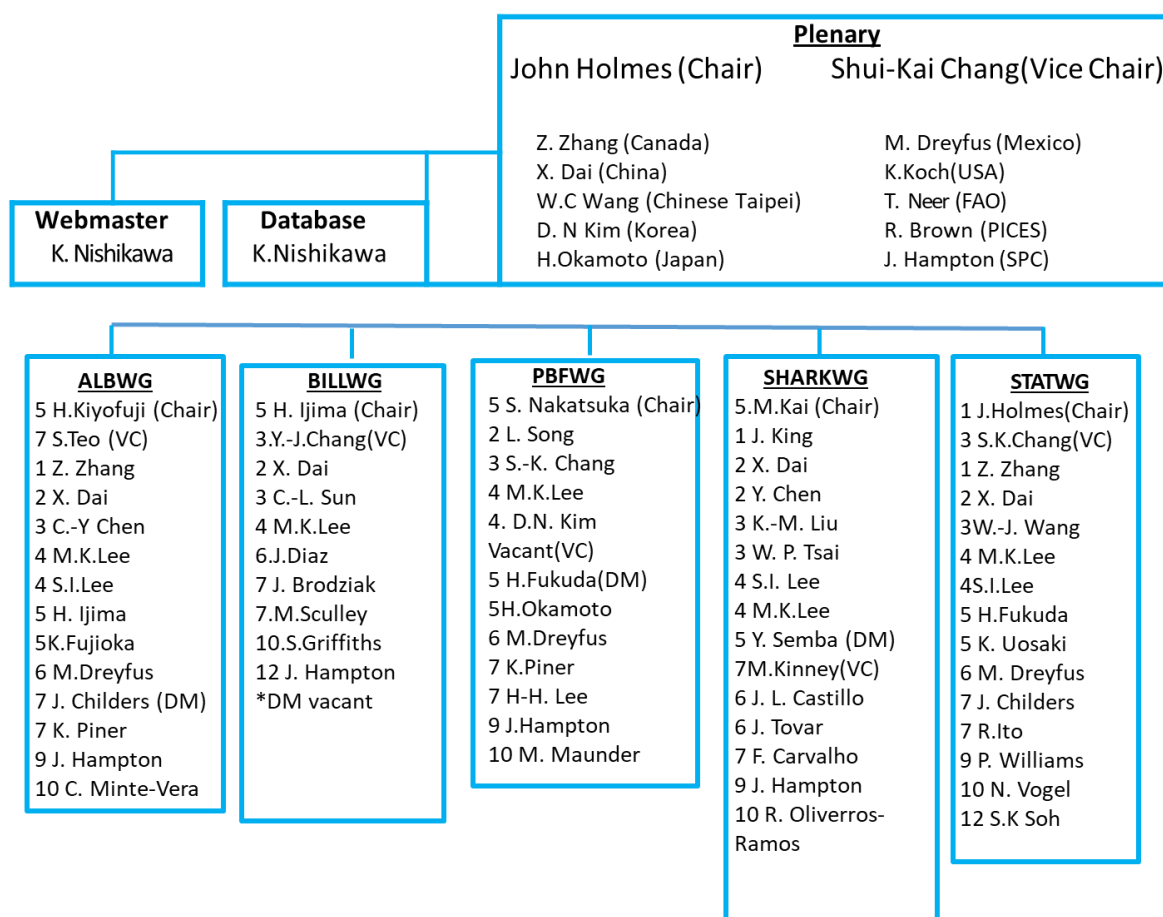 Plenary
John Holmes (Chair) Shui-Kai Chang(Vice Chair)
Z. Zhang (Canada) M. Dreyfus (Mexico)
X. Dai (China) K.Koch(USA)
W.C Wang (Chinese Taipei) T. Neer (FAO)
D. N Kim (Korea) R. Brown (PICES)
H.Okamoto (Japan) J. Hampton (SPC)
Webmaster
K. Nishikawa
Database
K.Nishikawa
ALBWG
5 H.Kiyofuji (Chair)
7 S.Teo (VC)
1 Z. Zhang
2 X. Dai
3 C.-Y Chen
4 M.K.Lee
4 S.I.Lee
5 H. Ijima
5K.Fujioka
6 M.Dreyfus
7 J. Childers (DM)
7 K. Piner
9 J. Hampton
10 C. Minte-Vera
BILLWG
5 H. Ijima (Chair)
3.Y.-J.Chang(VC)
2 X. Dai
3 C.-L. Sun
4 M.K.Lee
6.J.Diaz
7 J. Brodziak
7.M.Sculley
10.S.Griffiths
12 J. Hampton
*DM vacant
PBFWG
5 S. Nakatsuka (Chair)
2 L. Song
3 S.-K. Chang
4 M.K.Lee
4. D.N. Kim
Vacant(VC)
5 H.Fukuda(DM)
5H.Okamoto
6 M.Dreyfus
7 K.Piner
7 H-H. Lee
9 J.Hampton
10 M. Maunder
SHARKWG
5.M.Kai (Chair)
1 J. King
2 X. Dai
2 Y. Chen
3 K.-M. Liu
3 W. P. Tsai
4 S.I. Lee
4 M.K.Lee
5 Y. Semba (DM)
7M.Kinney(VC)
6 J. L. Castillo
6 J. Tovar
7 F. Carvalho
9 J. Hampton
10 R. Oliverros-
Ramos
STATWG
1 J.Holmes(Chair)
3 S.K.Chang(VC)
1 Z. Zhang
2 X. Dai
3W.-J. Wang
4 M.K.Lee
4S.I.Lee
5 H.Fukuda
5 K. Uosaki
6 M. Dreyfus
7 J. Childers
7 R.Ito
9 P. Williams
10 N. Vogel
12 S.K Soh